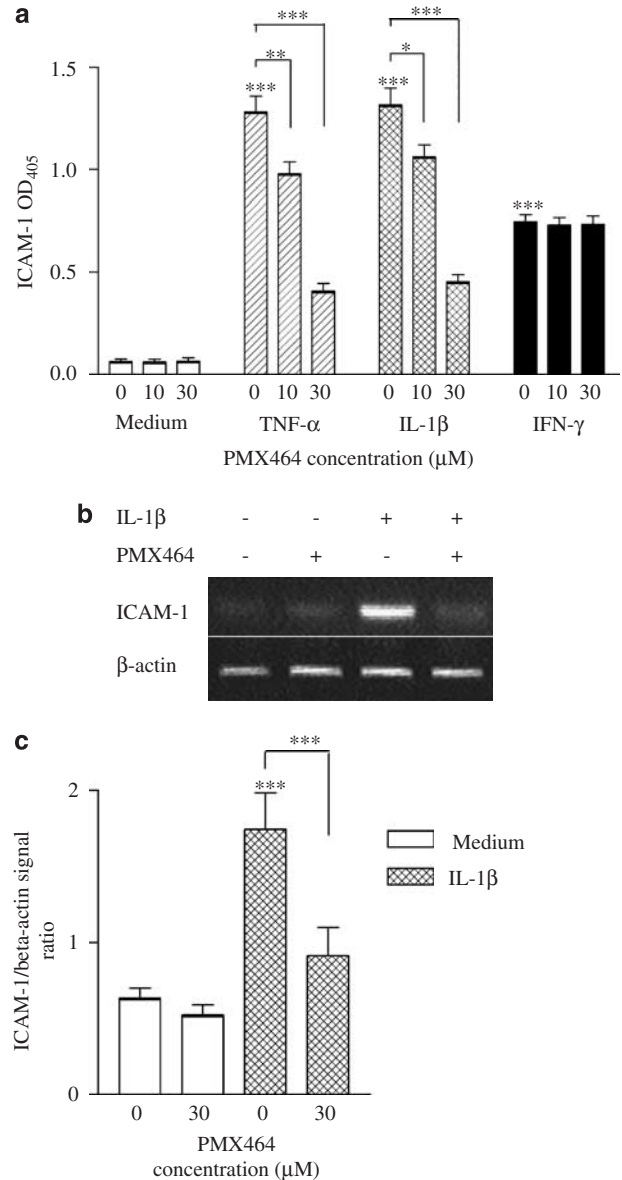 a
*** ***
** *
*** ***
1.5
1.0
***
0.5
0.0
ICAM-1 OD405
0 10 30 0 10 30 0 10 30 0 10 30
Medium TNF-α IL-1β IFN-γ
PMX464 concentration (μM)
b
IL-1β - - + +
PMX464 - + - +
ICAM-1
β-actin
c
***
***
2
1
0
ICAM-1/beta-actin signal
ratio
Medium
IL-1β
0 30 0 30
PMX464
concentration (μM)